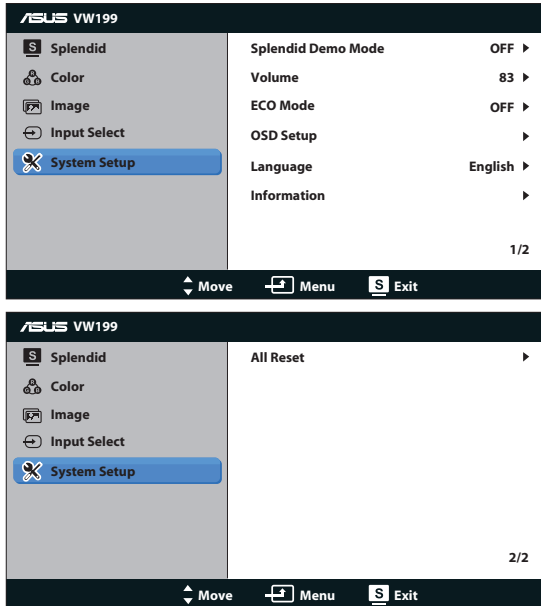 ASUS VW199
S Splendid Splendid Demo Mode OFF
Color Volume 83
Image ECO Mode OFF
Input Select OSD Setup
System Setup Language English
Information
1/2
Move Menu S Exit
ASUS VW199
S Splendid All Reset
Color
Image
Input Select
System Setup
2/2
Move Menu S Exit